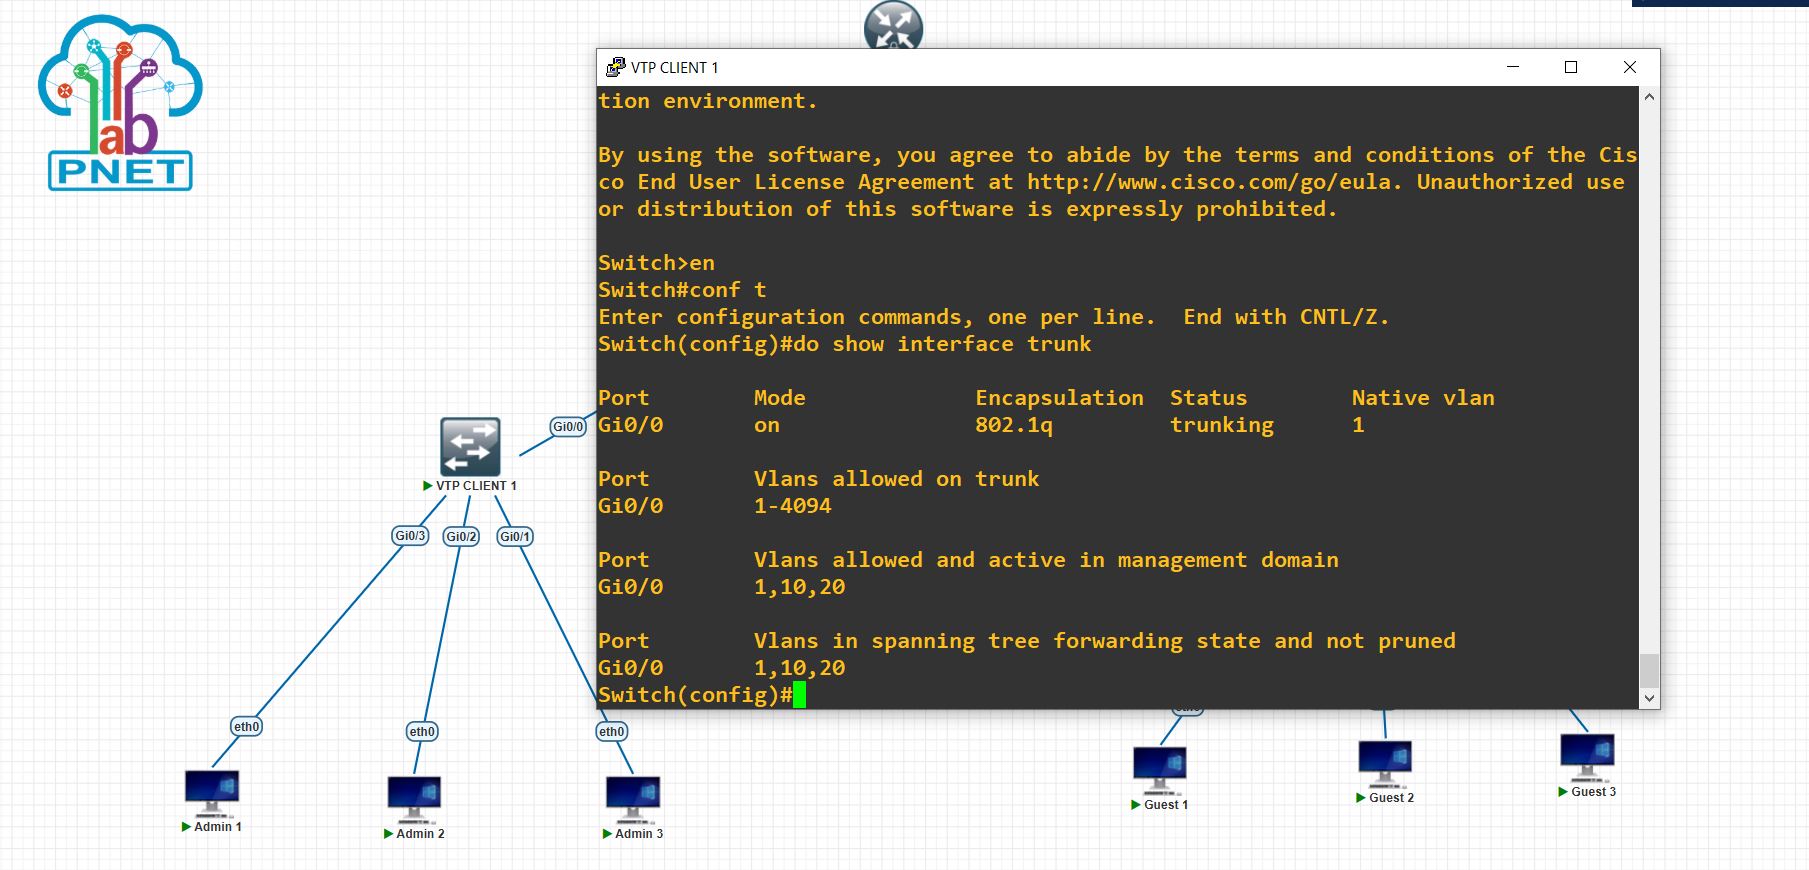 lab
PNET
VTP CLIENT 1
tion environment.
By using the software, you agree to abide by the terms and conditions of the Cis
co End User License Agreement at http://www.cisco.com/go/eula. Unauthorized use
or distribution of this software is expressly prohibited.
Switch>en
Switch#conf t
Enter configuration commands, one per line.  End with CNTL/Z.
Switch(config)#do show interface trunk
Port        Mode             Encapsulation  Status        Native vlan
Gi0/0       on               802.1q         trunking      1
Port        Vlans allowed on trunk
Gi0/0       1-4094
Port        Vlans allowed and active in management domain
Gi0/0       1,10,20
Port        Vlans in spanning tree forwarding state and not pruned
Gi0/0       1,10,20
Switch(config)#
Gi0/0
VTP CLIENT 1
Gi0/3 Gi0/2 Gi0/1
eth0 eth0 eth0
Admin 1 Admin 2 Admin 3
Guest 1 Guest 2 Guest 3